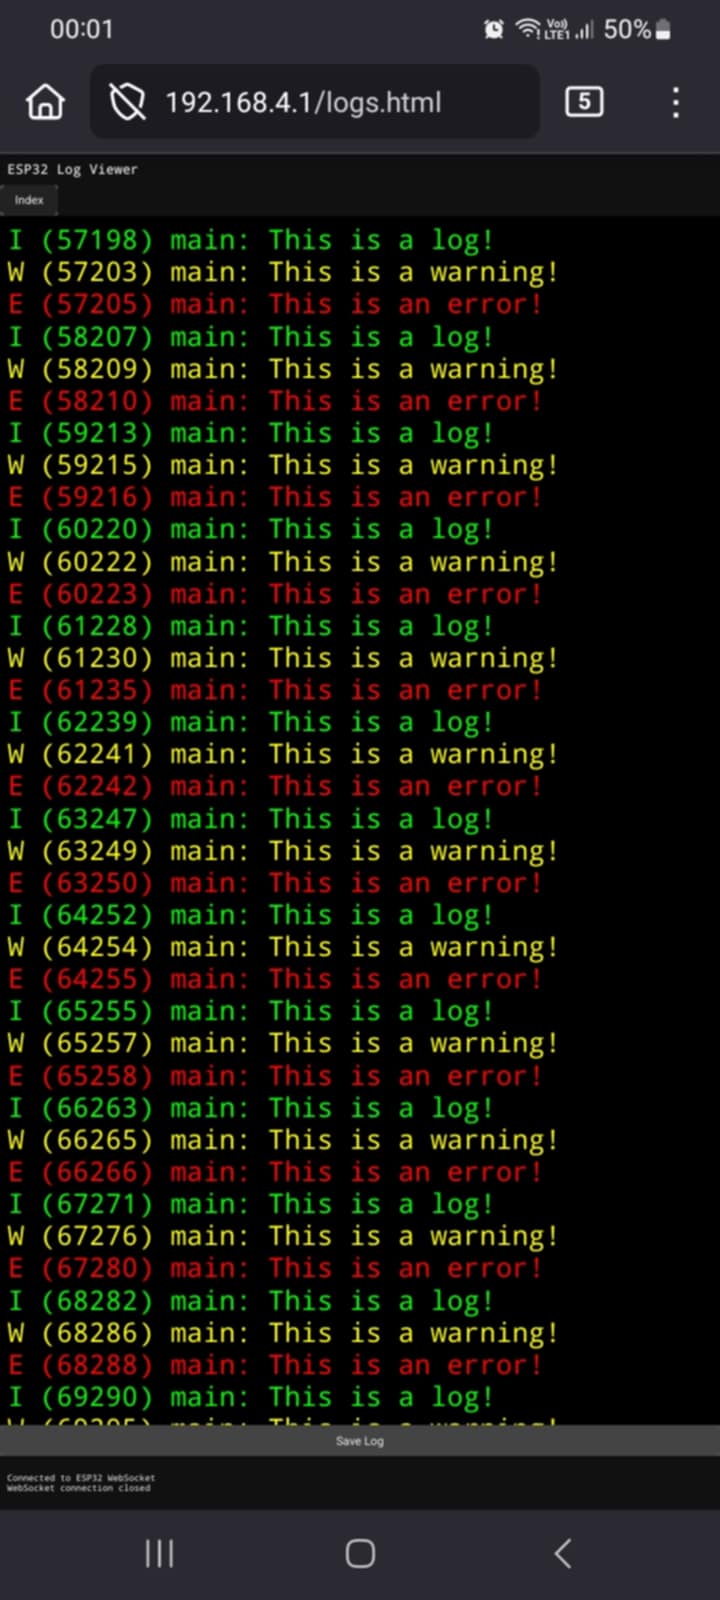 00:01
Vo)) LTE1 50%
192.168.4.1/logs.html
5
ESP32 Log Viewer
Index
I (57198) main: This is a log!
W (57203) main: This is a warning!
E (57205) main: This is an error!
I (58207) main: This is a log!
W (58209) main: This is a warning!
E (58210) main: This is an error!
I (59213) main: This is a log!
W (59215) main: This is a warning!
E (59216) main: This is an error!
I (60220) main: This is a log!
W (60222) main: This is a warning!
E (60223) main: This is an error!
I (61228) main: This is a log!
W (61230) main: This is a warning!
E (61235) main: This is an error!
I (62239) main: This is a log!
W (62241) main: This is a warning!
E (62242) main: This is an error!
I (63247) main: This is a log!
W (63249) main: This is a warning!
E (63250) main: This is an error!
I (64252) main: This is a log!
W (64254) main: This is a warning!
E (64255) main: This is an error!
I (65255) main: This is a log!
W (65257) main: This is a warning!
E (65258) main: This is an error!
I (66263) main: This is a log!
W (66265) main: This is a warning!
E (66266) main: This is an error!
I (67271) main: This is a log!
W (67276) main: This is a warning!
E (67280) main: This is an error!
I (68282) main: This is a log!
W (68286) main: This is a warning!
E (68288) main: This is an error!
I (69290) main: This is a log!
Save Log
Connected to ESP32 WebSocket
WebSocket connection closed